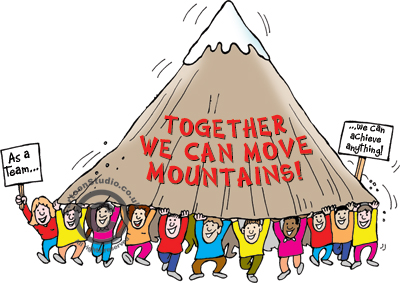 As a
Team...
TOGETHER
WE CAN MOVE
MOUNTAINS!
...We can
achieve
anything!